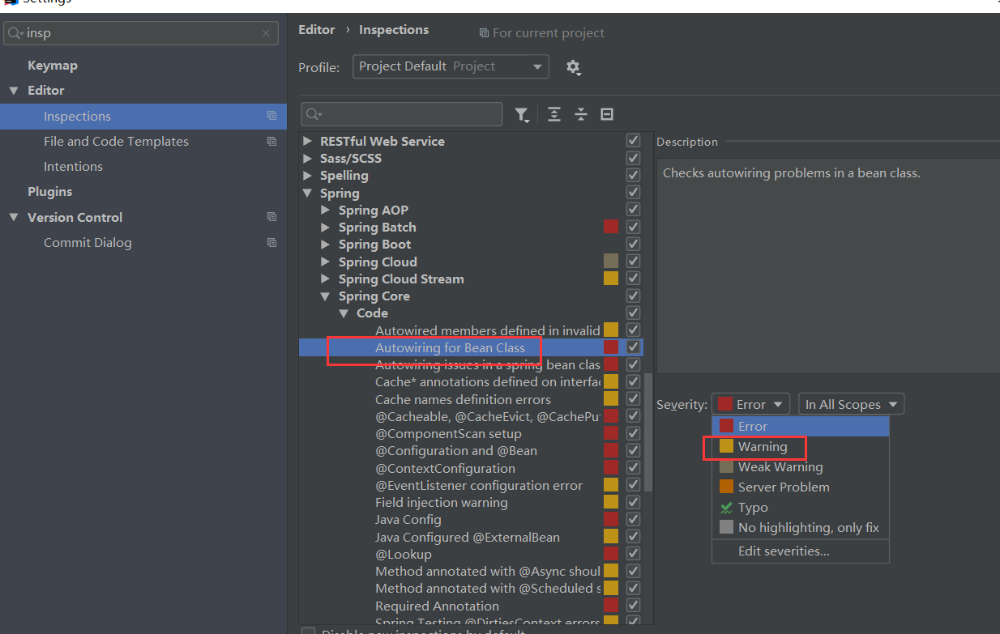 Settings
insp
Keymap
Editor
Inspections
File and Code Templates
Intentions
Plugins
Version Control
Commit Dialog
Editor › Inspections For current project
Profile: Project Default Project
RESTful Web Service
Sass/SCSS
Spelling
Spring
Spring AOP
Spring Batch
Spring Boot
Spring Cloud
Spring Cloud Stream
Spring Core
Code
Autowired members defined in invalid
Autowiring for Bean Class
Autowiring issues in a spring bean clas
Cache* annotations defined on interfa
Cache names definition errors
@Cacheable, @CacheEvict, @CachePu
@ComponentScan setup
@Configuration and @Bean
@ContextConfiguration
@EventListener configuration error
Field injection warning
Java Config
Java Configured @ExternalBean
@Lookup
Method annotated with @Async shoul
Method annotated with @Scheduled s
Required Annotation
Spring Testing @DirtiesContext errors
Disable new inspections by default
Description
Checks autowiring problems in a bean class.
Severity: Error In All Scopes
Error
Warning
Weak Warning
Server Problem
Typo
No highlighting, only fix
Edit severities...